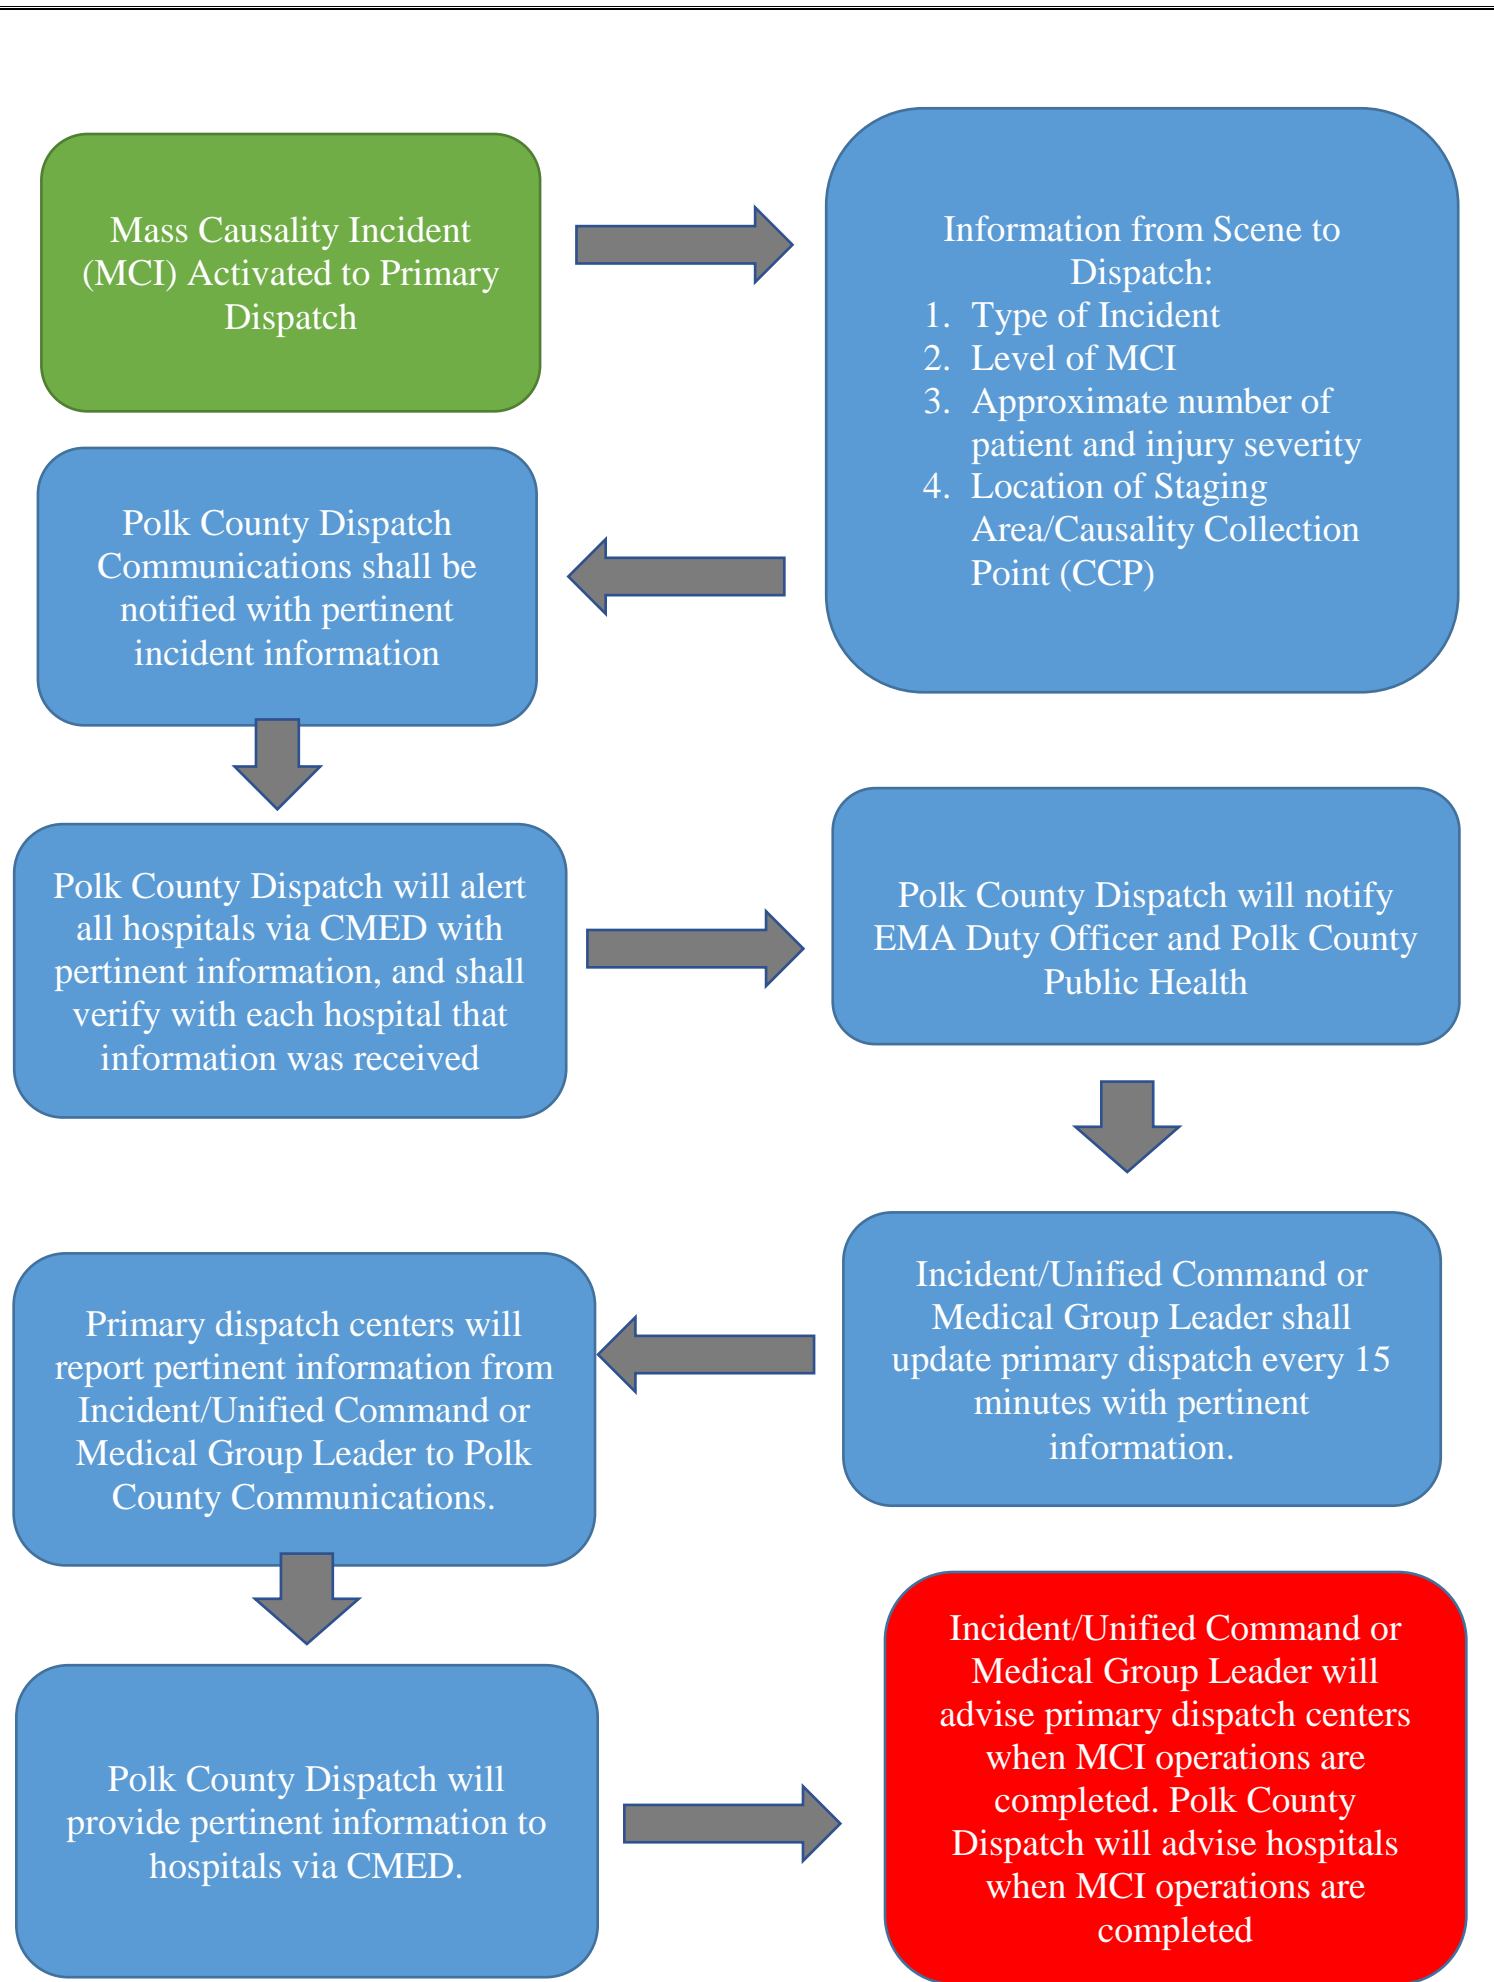 Mass Causality Incident
(MCI) Activated to Primary
Dispatch
Information from Scene to
Dispatch:
1. Type of Incident
2. Level of MCI
3. Approximate number of
patient and injury severity
4. Location of Staging
Area/Causality Collection
Point (CCP)
Polk County Dispatch
Communications shall be
notified with pertinent
incident information
Polk County Dispatch will alert
all hospitals via CMED with
pertinent information, and shall
verify with each hospital that
information was received
Polk County Dispatch will notify
EMA Duty Officer and Polk County
Public Health
Incident/Unified Command or
Medical Group Leader shall
update primary dispatch every 15
minutes with pertinent
information.
Primary dispatch centers will
report pertinent information from
Incident/Unified Command or
Medical Group Leader to Polk
County Communications.
Polk County Dispatch will
provide pertinent information to
hospitals via CMED.
Incident/Unified Command or
Medical Group Leader will
advise primary dispatch centers
when MCI operations are
completed. Polk County
Dispatch will advise hospitals
when MCI operations are
completed